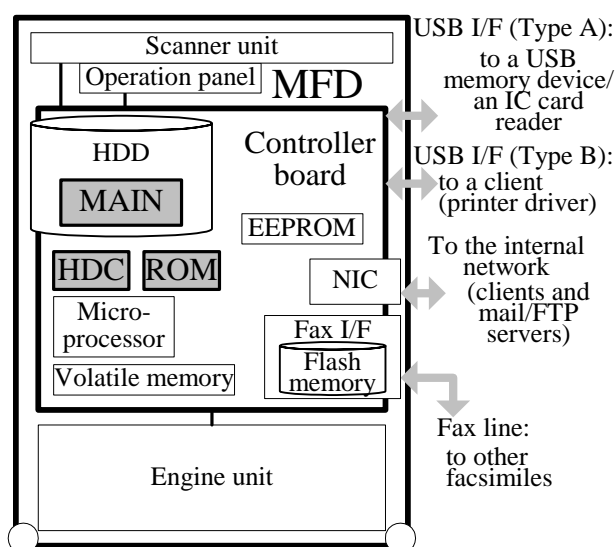 Scanner unit
Operation panel
MFD
HDD
MAIN
Controller
board
EEPROM
HDC
ROM
NIC
Micro-
processor
Fax I/F
Flash
memory
Volatile memory
Engine unit
USB I/F (Type A):
to a USB
memory device/
an IC card
reader
USB I/F (Type B):
to a client
(printer driver)
To the internal
network
(clients and
mail/FTP
servers)
Fax line:
to other
facsimiles